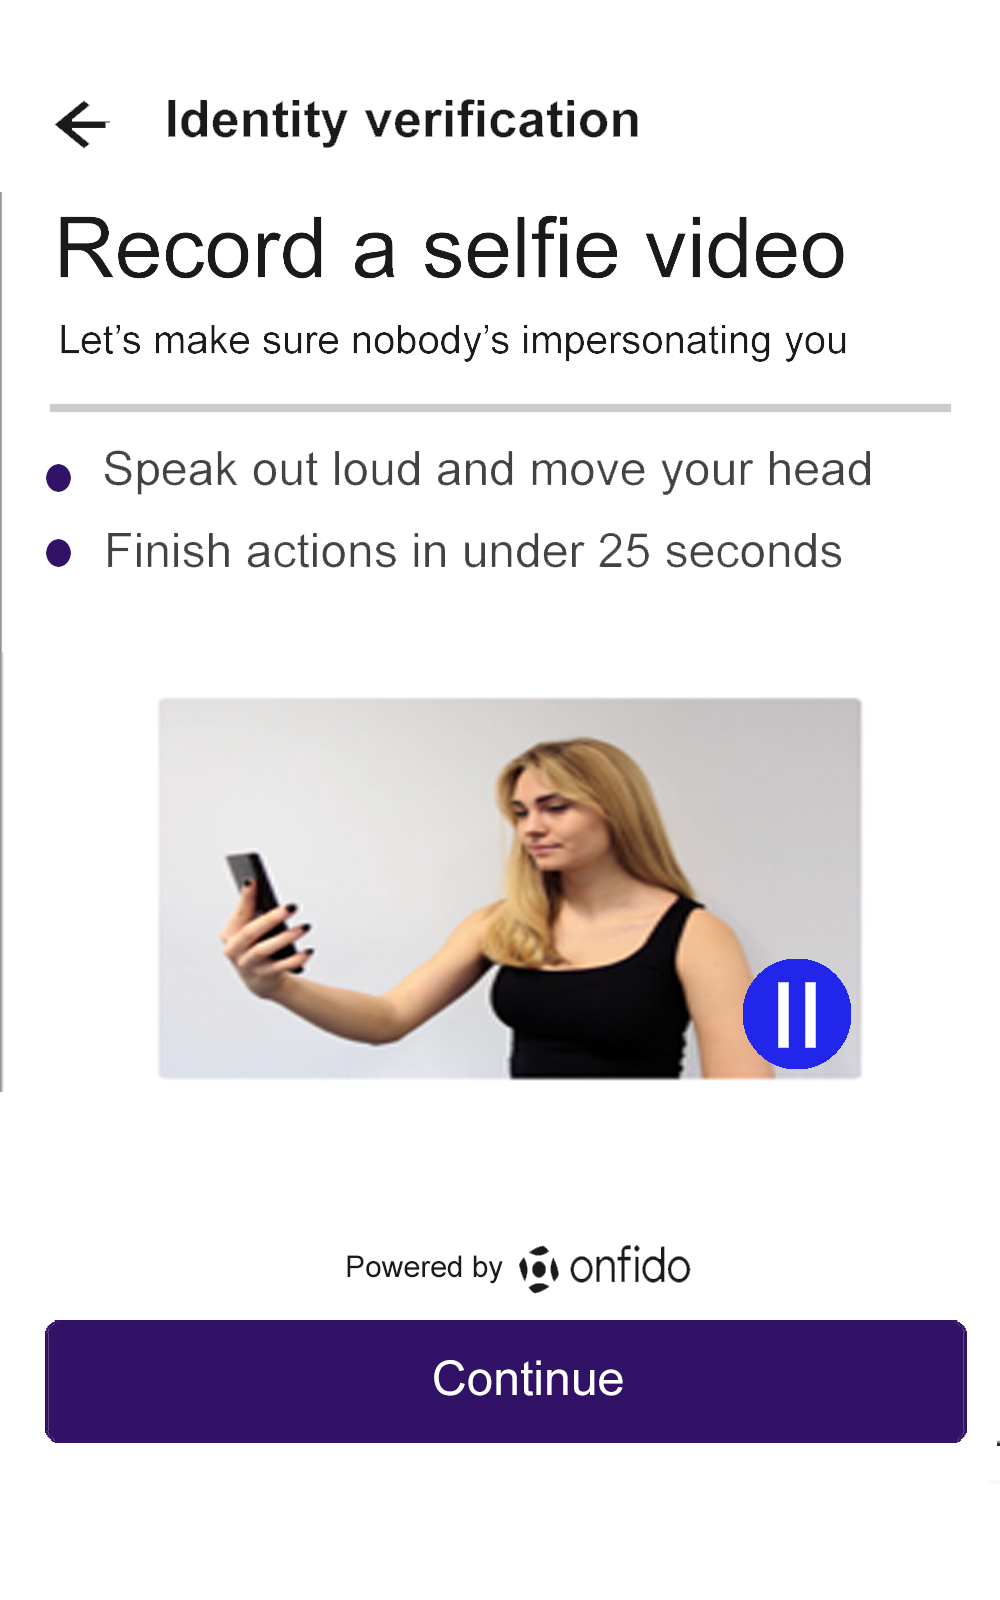 Identity verification
Record a selfie video
Let’s make sure nobody’s impersonating you
Speak out loud and move your head
Finish actions in under 25 seconds
Powered by onfido
Continue